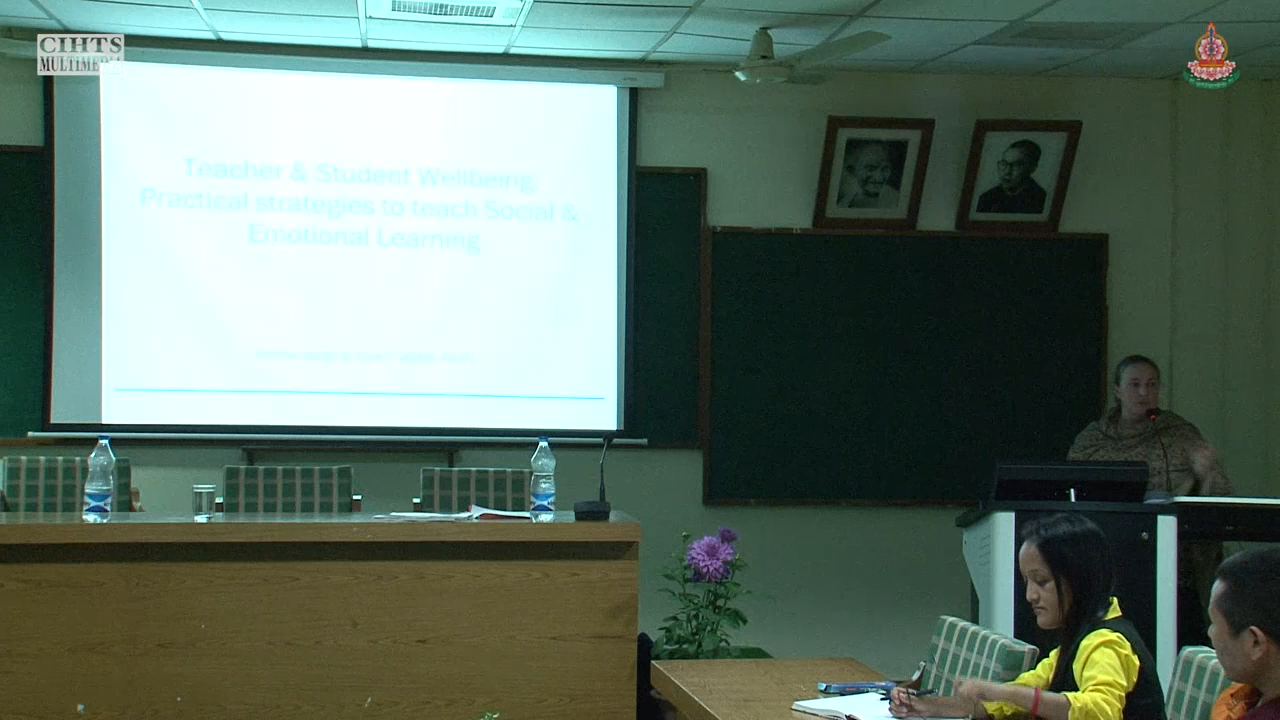 CIHTS
MULTIMEDIA
Teacher & Student Wellbeing:
Practical strategies to teach Social &
Emotional Learning